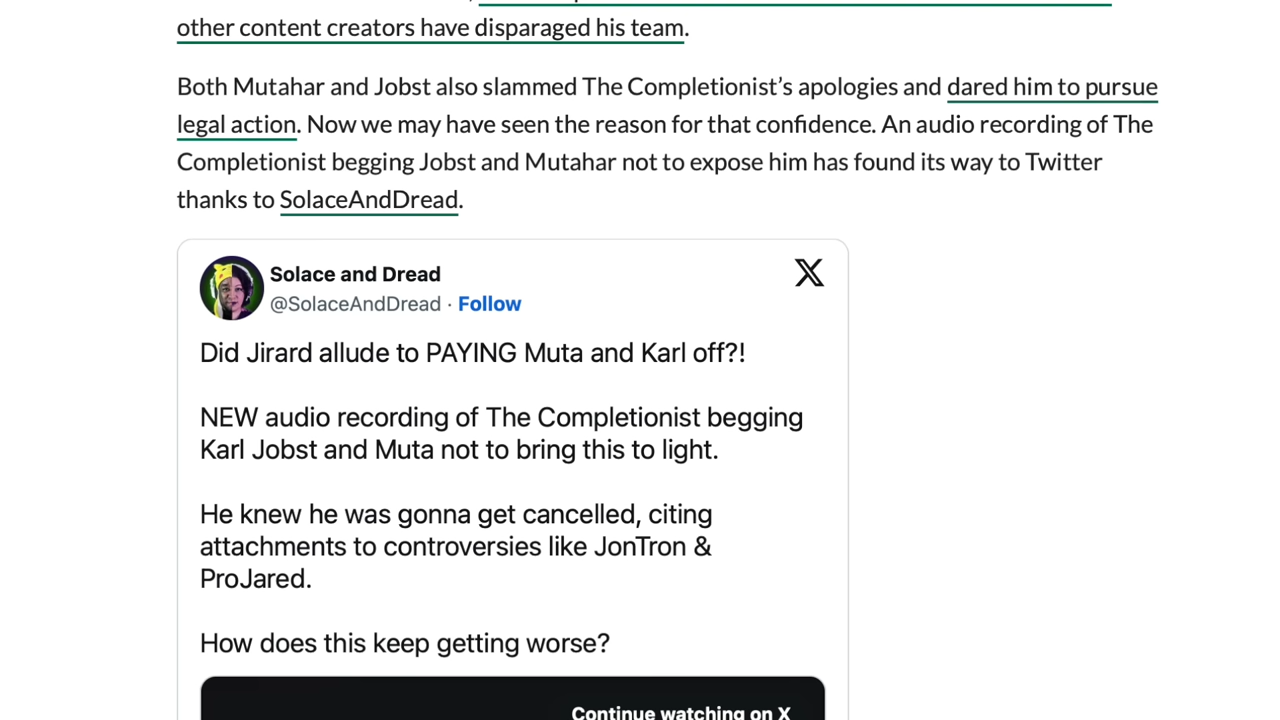 other content creators have disparaged his team.
Both Mutahar and Jobst also slammed The Completionist’s apologies and dared him to pursue
legal action. Now we may have seen the reason for that confidence. An audio recording of The
Completionist begging Jobst and Mutahar not to expose him has found its way to Twitter
thanks to SolaceAndDread.
Solace and Dread
@SolaceAndDread · Follow
Did Jirard allude to PAYING Muta and Karl off?!
NEW audio recording of The Completionist begging
Karl Jobst and Muta not to bring this to light.
He knew he was gonna get cancelled, citing
attachments to controversies like JonTron &
ProJared.
How does this keep getting worse?
Continue watching on X